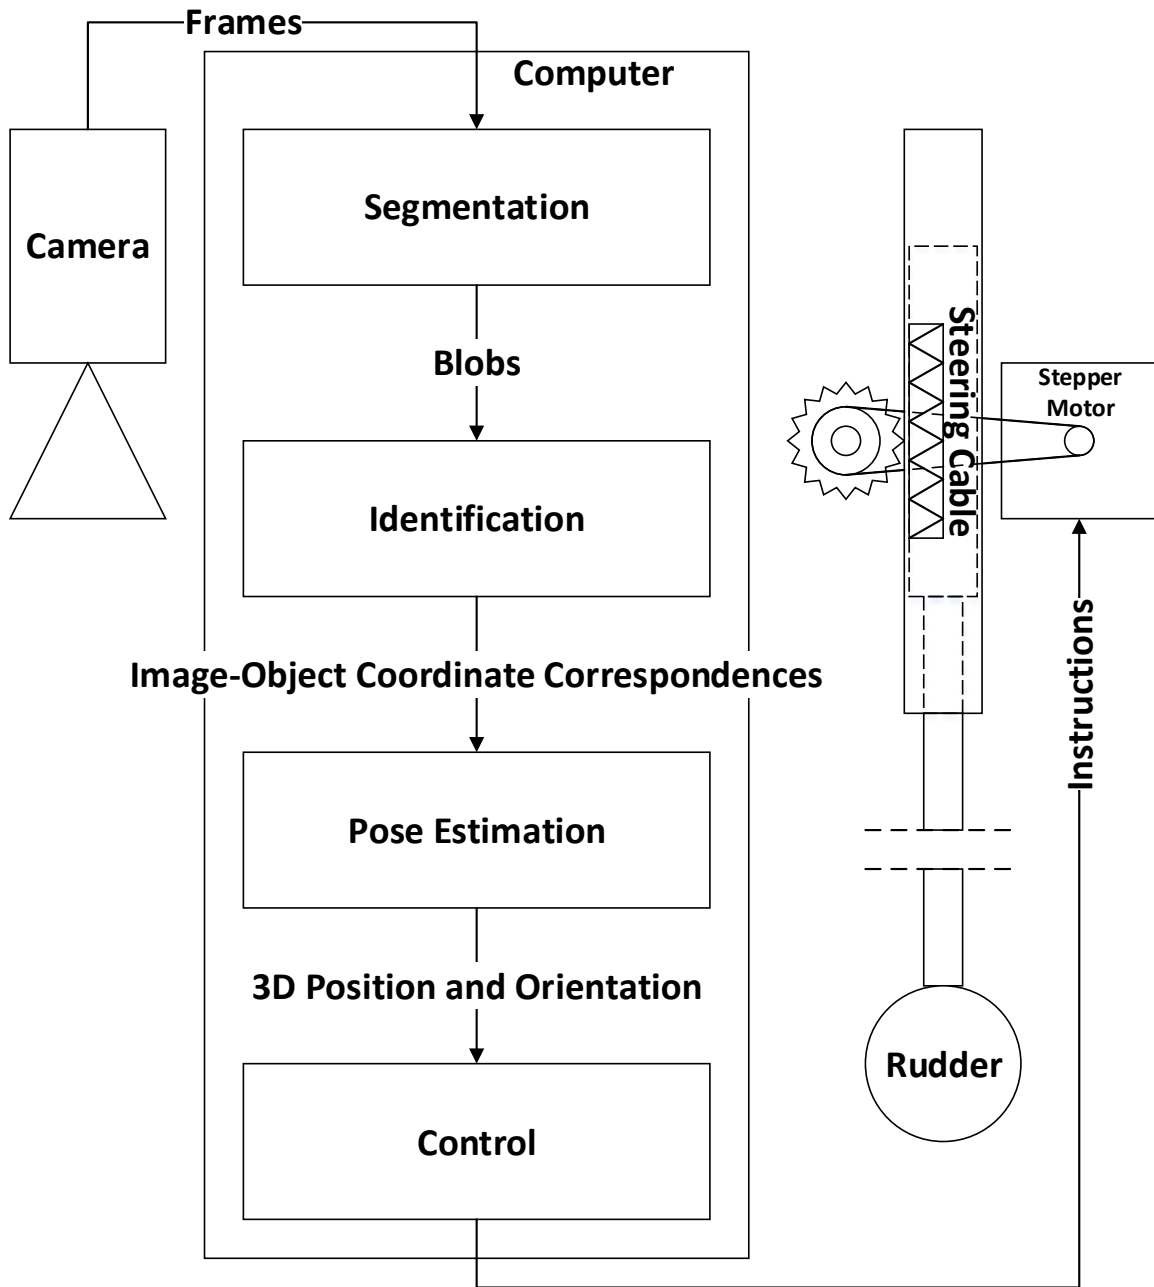 Frames
Computer
Camera
Segmentation
Blobs
Identification
Image-Object Coordinate Correspondences
Pose Estimation
3D Position and Orientation
Control
Steering Cable
Stepper
Motor
Instructions
Rudder